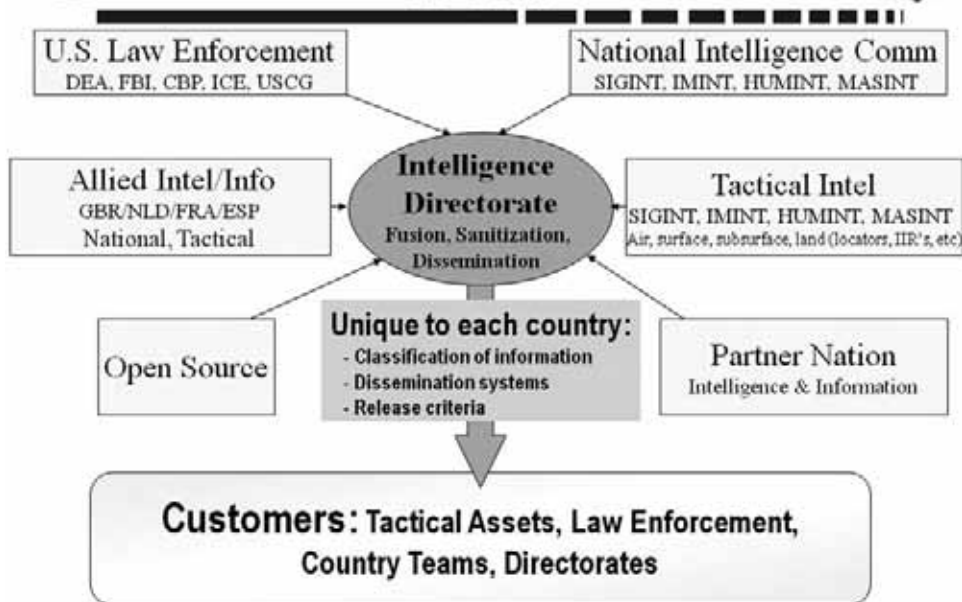 U.S. Law Enforcement
DEA, FBI, CBP, ICE, USCG
National Intelligence Comm
SIGINT, IMINT, HUMINT, MASINT
Allied Intel/Info
GBR/NLD/FRA/ESP
National, Tactical
Intelligence
Directorate
Fusion, Sanitization,
Dissemination
Tactical Intel
SIGINT, IMINT, HUMINT, MASINT
Air, surface, subsurface, land (locators, IIR's, etc)
Open Source
Unique to each country:
- Classification of information
- Dissemination systems
- Release criteria
Partner Nation
Intelligence & Information
Customers: Tactical Assets, Law Enforcement,
Country Teams, Directorates